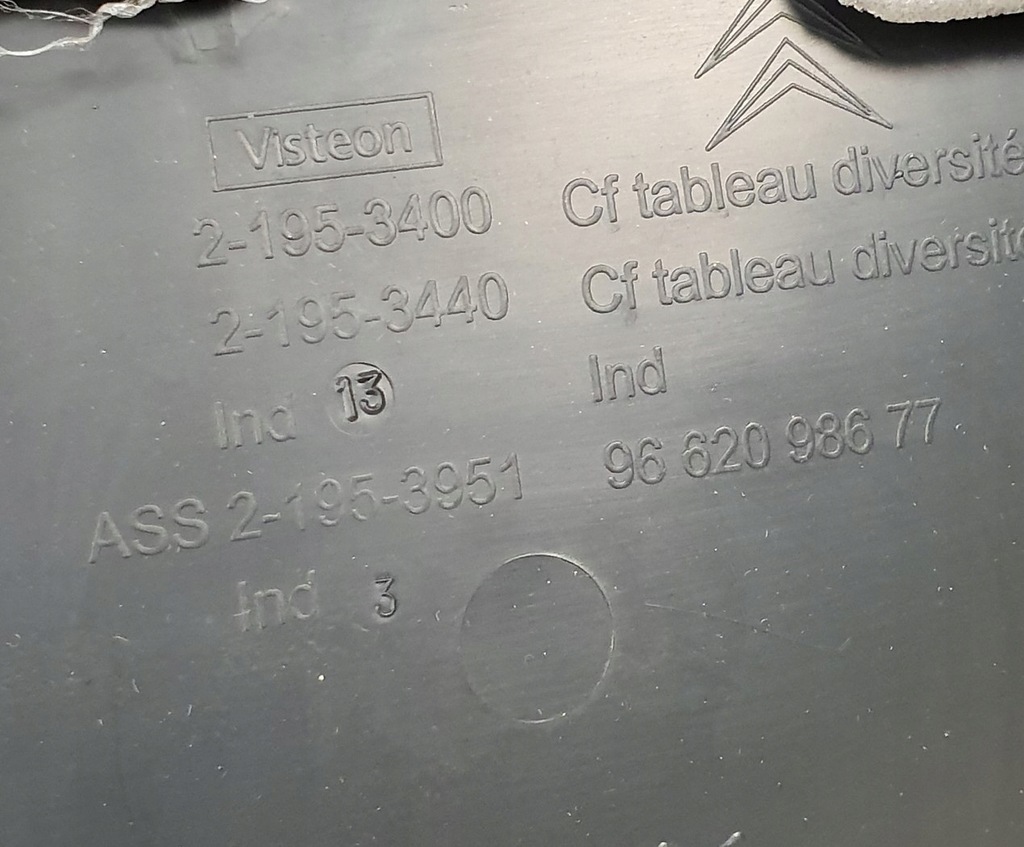 Visteon
2-195-3400 Cf tableau diversité
2-195-3440 Cf tableau diversité
Ind 13 Ind
ASS 2-195-3951 96 620 986 77
Ind 3